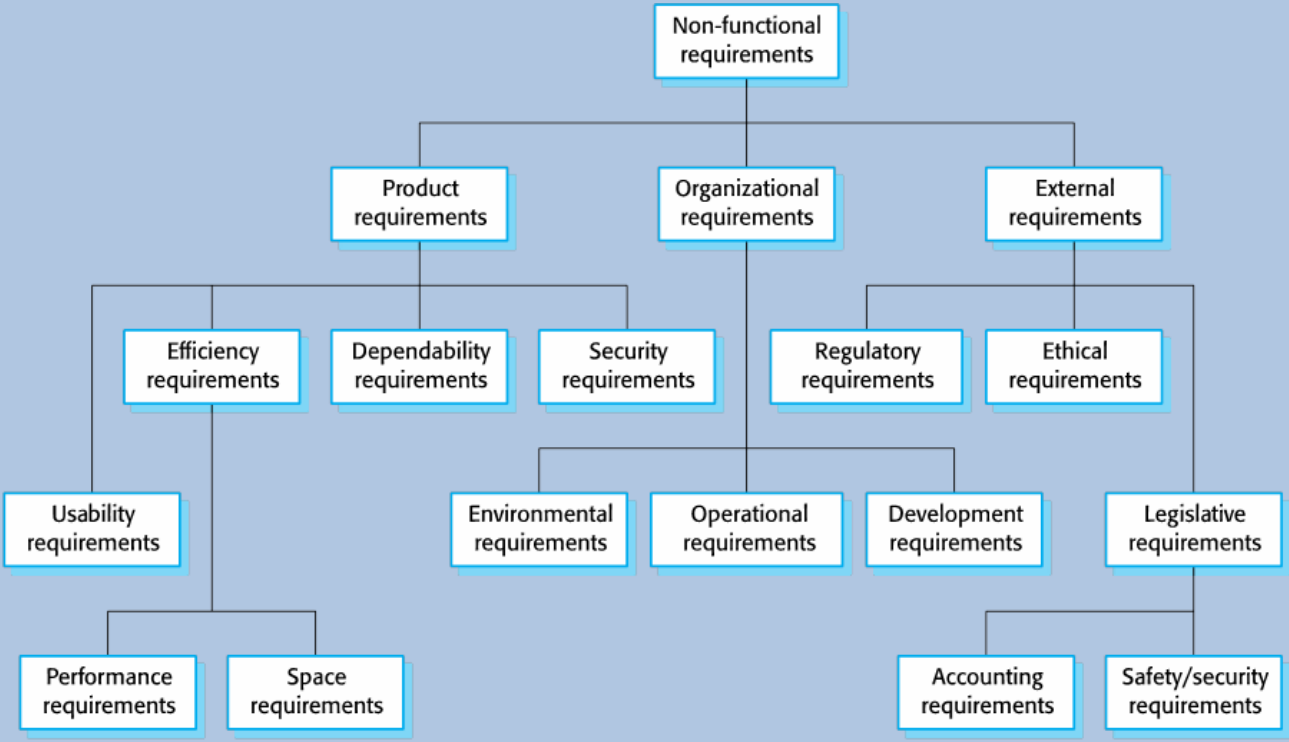 Non-functional
requirements
Product
requirements
Organizational
requirements
External
requirements
Efficiency
requirements
Dependability
requirements
Security
requirements
Regulatory
requirements
Ethical
requirements
Usability
requirements
Environmental
requirements
Operational
requirements
Development
requirements
Legislative
requirements
Performance
requirements
Space
requirements
Accounting
requirements
Safety/security
requirements